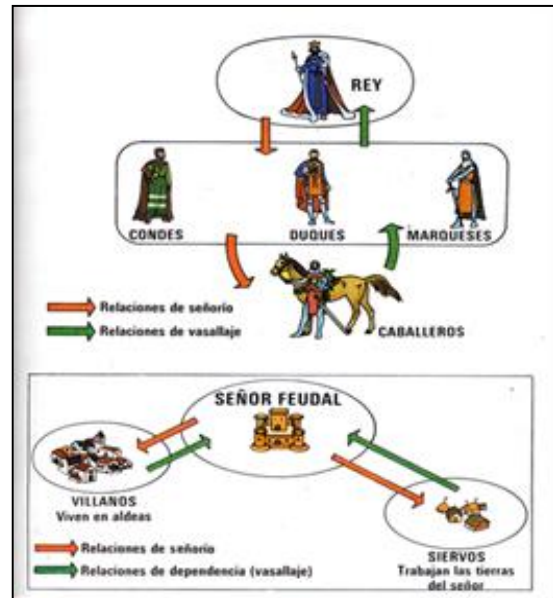 REY
CONDES
DUQUES
MARQUESES
CABALLEROS
Relaciones de señorío
Relaciones de vasallaje
SEÑOR FEUDAL
VILLANOS
Viven en aldeas
SIERVOS
Trabajan las tierras
del señor
Relaciones de señorío
Relaciones de dependencia (vasallaje)